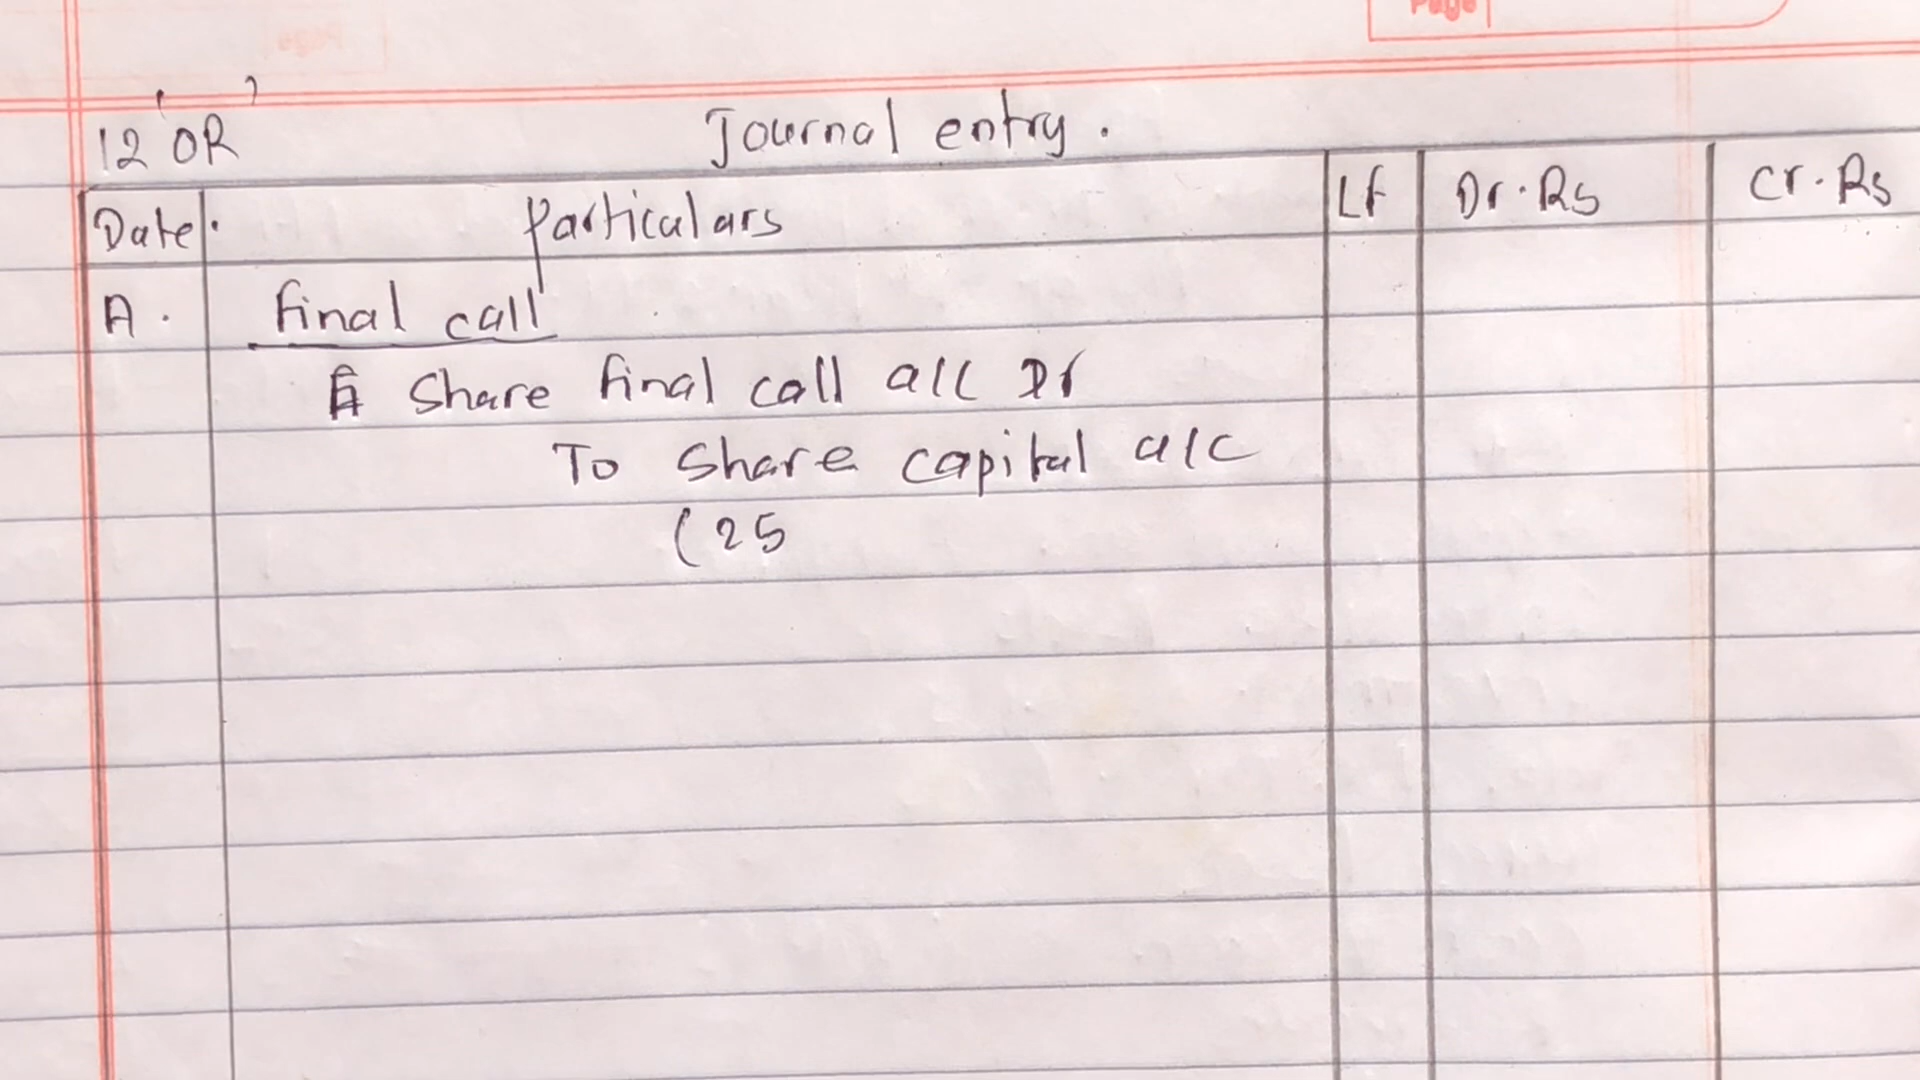 Page
12 'OR'
Journal entry.
Date. Particulars LF Dr. Rs Cr. Rs
A. Final call
Share final call a/c Dr
To Share capital a/c
(25